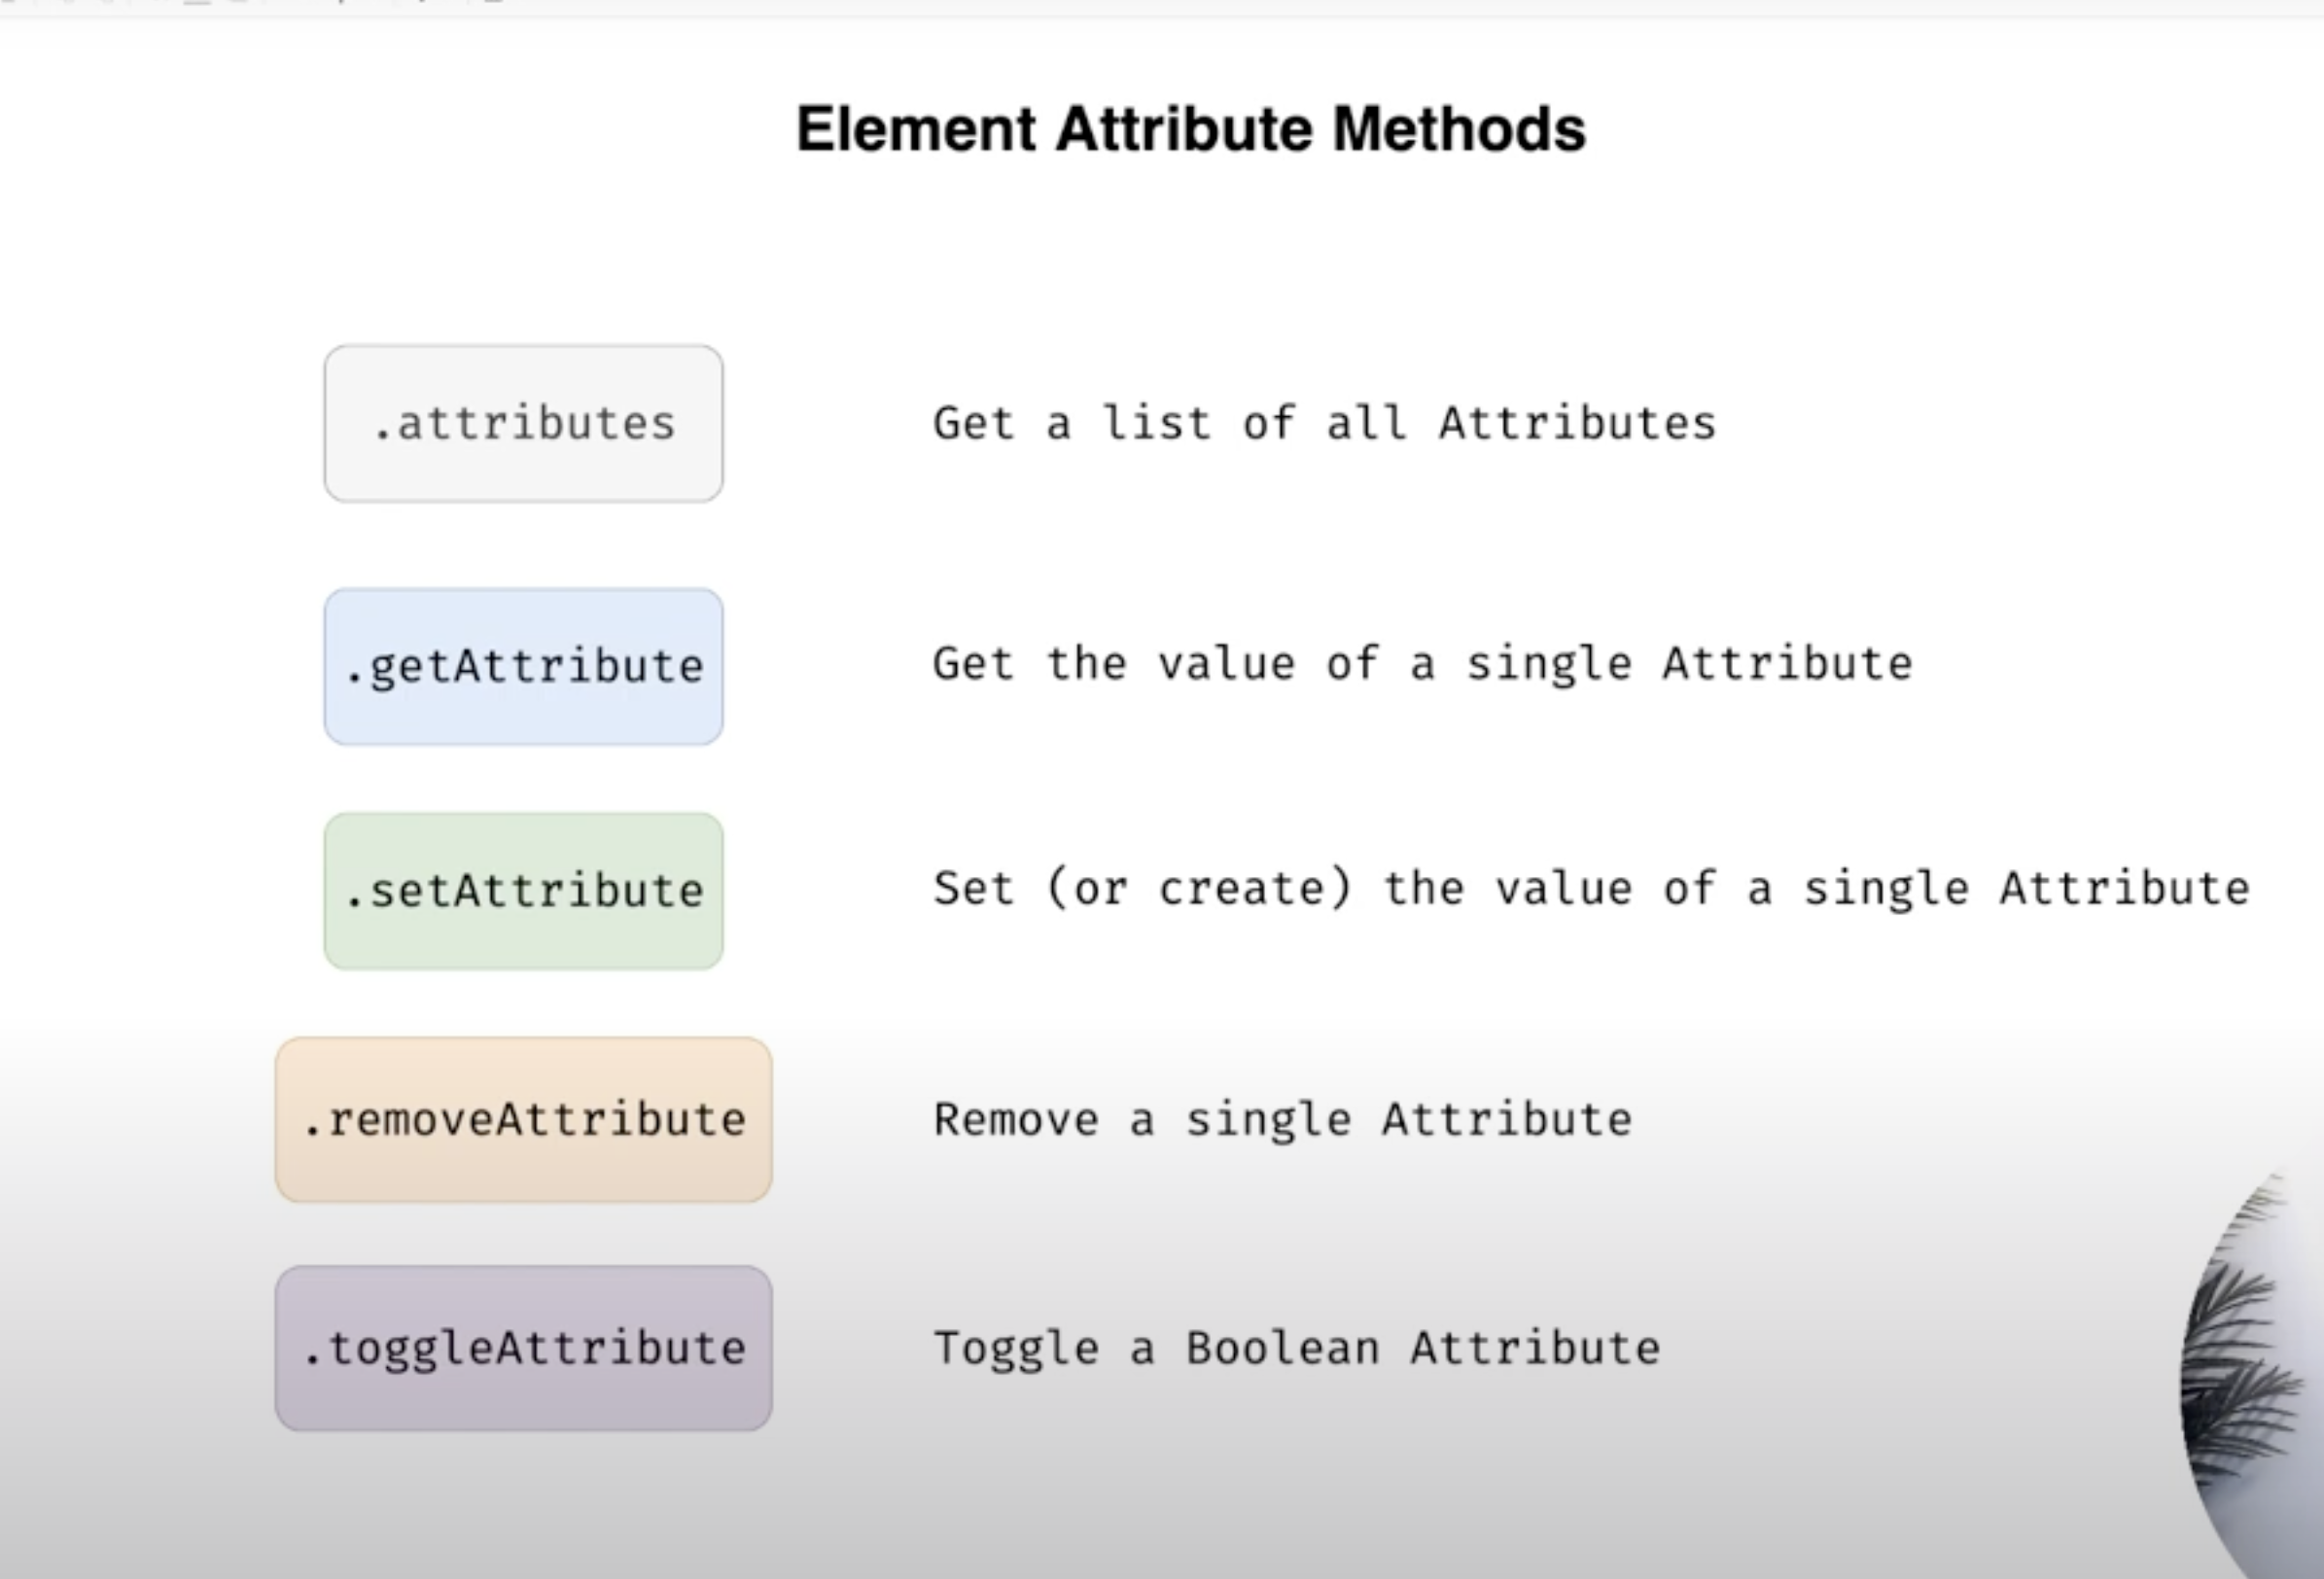 Element Attribute Methods
.attributes Get a list of all Attributes
.getAttribute Get the value of a single Attribute
.setAttribute Set (or create) the value of a single Attribute
.removeAttribute Remove a single Attribute
.toggleAttribute Toggle a Boolean Attribute